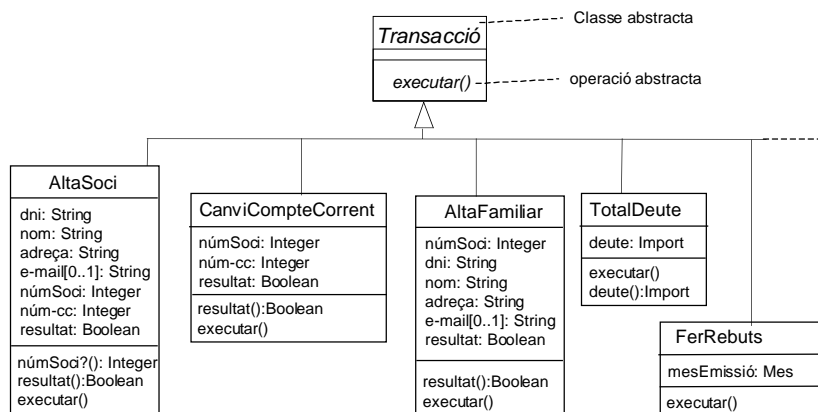 Transacció
Classe abstracta
executar()
operació abstracta
AltaSoci
dni: String
nom: String
adreça: String
e-mail[0..1]: String
númSoci: Integer
núm-cc: Integer
resultat: Boolean
númSoci?(): Integer
resultat():Boolean
executar()
CanviCompteCorrent
númSoci: Integer
núm-cc: Integer
resultat: Boolean
resultat():Boolean
executar()
AltaFamiliar
númSoci: Integer
dni: String
nom: String
adreça: String
e-mail[0..1]: String
resultat: Boolean
resultat():Boolean
executar()
TotalDeute
deute: Import
executar()
deute():Import
FerRebuts
mesEmissió: Mes
executar()